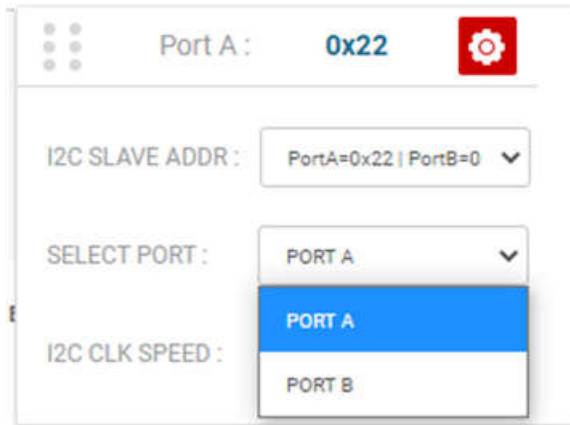 Port A : 0x22
I2C SLAVE ADDR : PortA=0x22 | PortB=0
SELECT PORT : PORT A
PORT A
I2C CLK SPEED :
PORT B